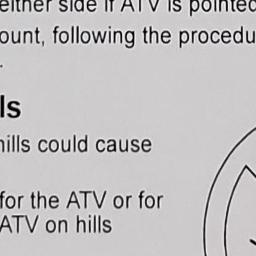 either side if ATV is pointed
ount, following the procedu
.
ls
hills could cause
for the ATV or for
ATV on hills